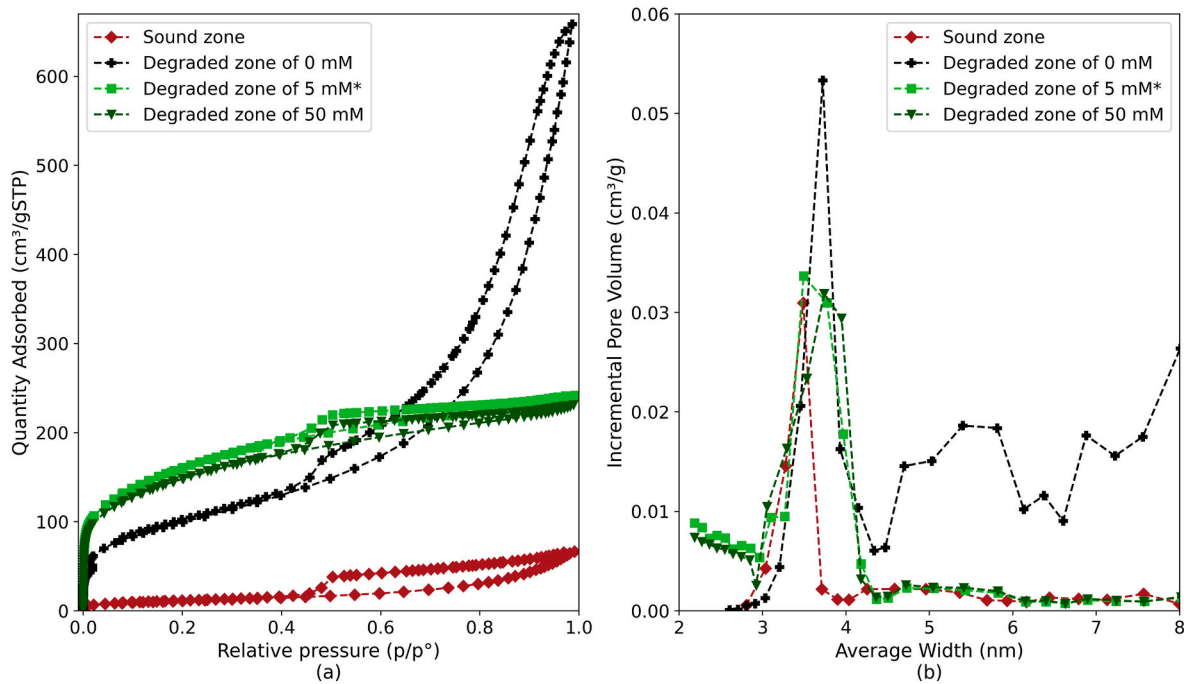 Sound zone
Degraded zone of 0 mM
Degraded zone of 5 mM*
Degraded zone of 50 mM
Quantity Adsorbed (cm³/gSTP)
600
500
400
300
200
100
0
0.0 0.2 0.4 0.6 0.8 1.0
Relative pressure (p/p°)
(a)
Sound zone
Degraded zone of 0 mM
Degraded zone of 5 mM*
Degraded zone of 50 mM
Incremental Pore Volume (cm³/g)
0.06
0.05
0.04
0.03
0.02
0.01
0.00
2 3 4 5 6 7 8
Average Width (nm)
(b)